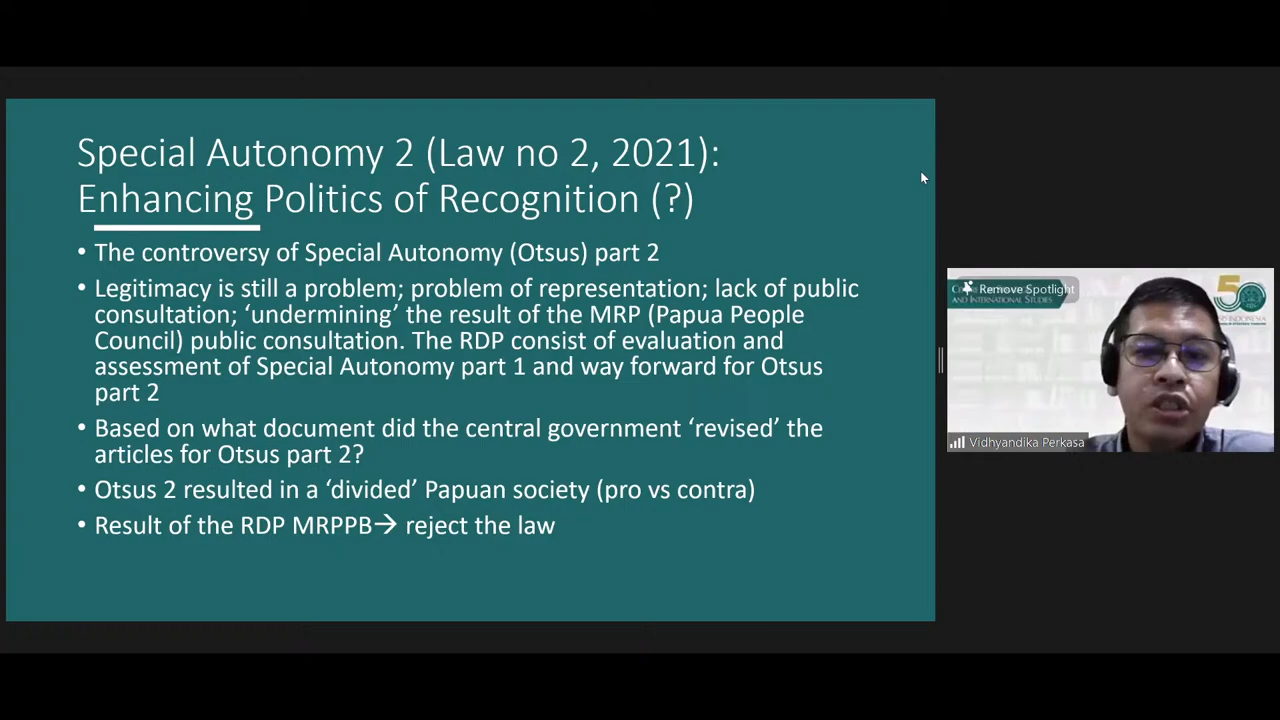 Special Autonomy 2 (Law no 2, 2021):
Enhancing Politics of Recognition (?)
• The controversy of Special Autonomy (Otsus) part 2
• Legitimacy is still a problem; problem of representation; lack of public
consultation; ‘undermining’ the result of the MRP (Papua People
Council) public consultation. The RDP consist of evaluation and
assessment of Special Autonomy part 1 and way forward for Otsus
part 2
• Based on what document did the central government ‘revised’ the
articles for Otsus part 2?
• Otsus 2 resulted in a ‘divided’ Papuan society (pro vs contra)
• Result of the RDP MRPPB→ reject the law
Remove Spotlight
AND INTERNATIONAL STUDIES
50
Vidhyandika Perkasa